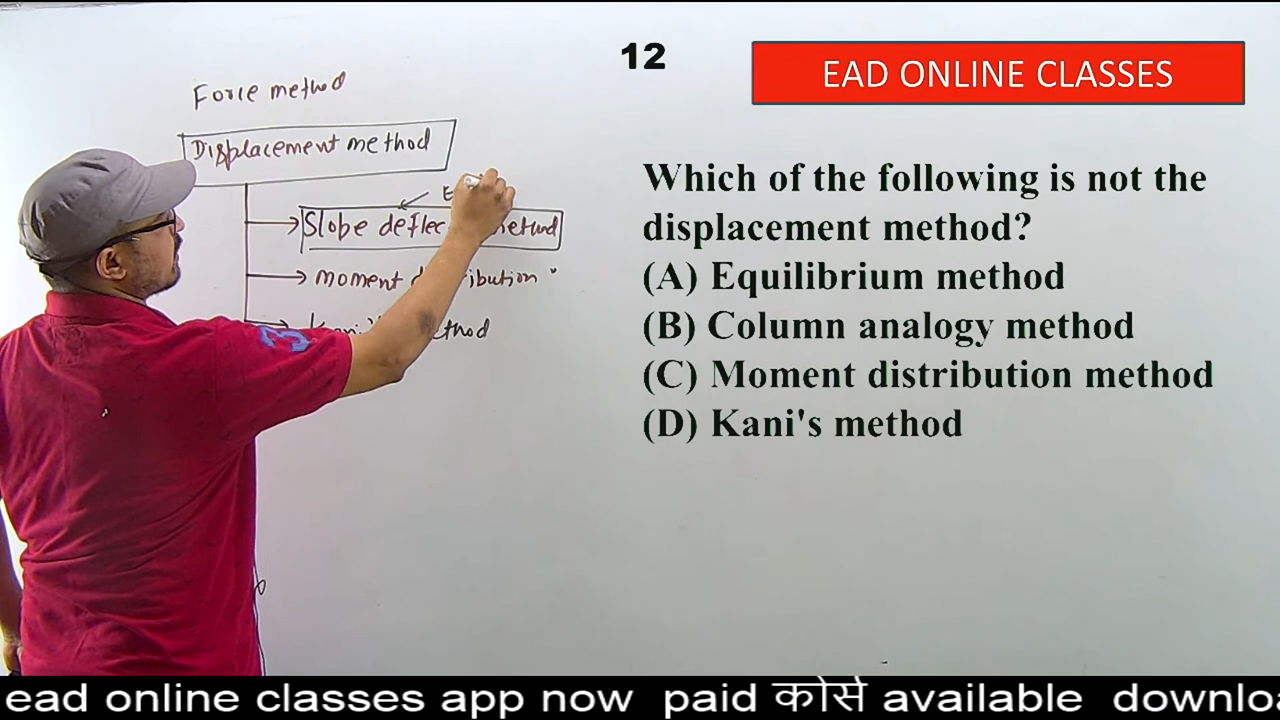 12
EAD ONLINE CLASSES
Force method
Displacement method
Slope deflec
moment
method
Which of the following is not the
displacement method?
(A) Equilibrium method
(B) Column analogy method
(C) Moment distribution method
(D) Kani's method
ead online classes app now paid कोर्स available downlo